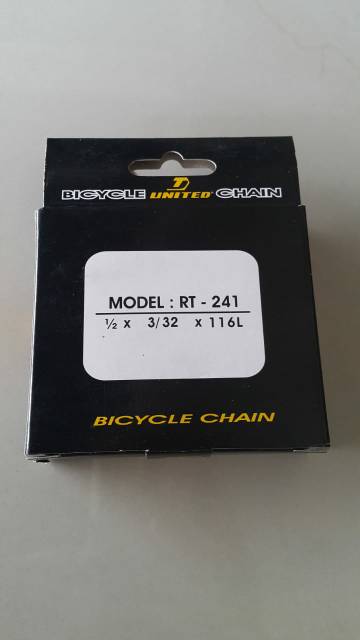 BICYCLE UNITED CHAIN
MODEL : RT - 241
½ x 3/32 x 116L
BICYCLE CHAIN